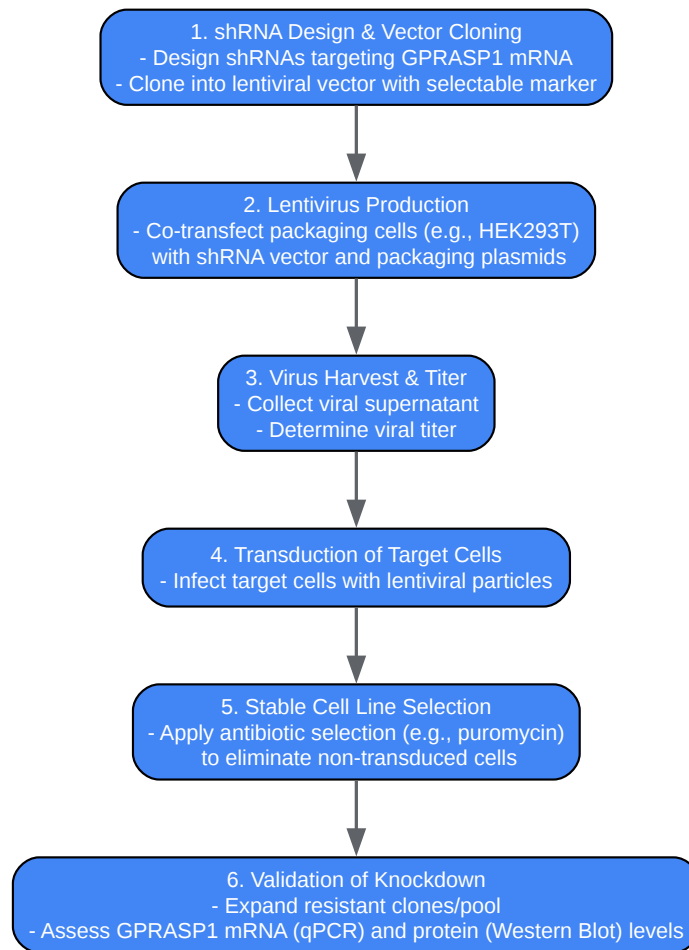 1. shRNA Design & Vector Cloning
- Design shRNAs targeting GPRASP1 mRNA
- Clone into lentiviral vector with selectable marker
2. Lentivirus Production
- Co-transfect packaging cells (e.g., HEK293T)
with shRNA vector and packaging plasmids
3. Virus Harvest & Titer
- Collect viral supernatant
- Determine viral titer
4. Transduction of Target Cells
- Infect target cells with lentiviral particles
5. Stable Cell Line Selection
- Apply antibiotic selection (e.g., puromycin)
to eliminate non-transduced cells
6. Validation of Knockdown
- Expand resistant clones/pool
- Assess GPRASP1 mRNA (qPCR) and protein (Western Blot) levels